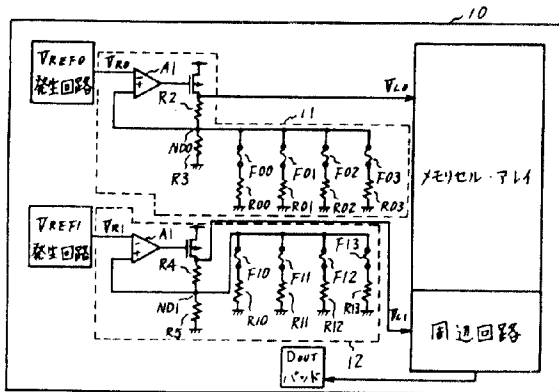 10
VREF0
発生回路
VR0
A1
R2
ND0
R3
11
VL0
F00
F01
F02
F03
R00
R01
R02
R03
メモリセル・アレイ
VREF1
発生回路
VR1
A1
R4
ND1
R5
F10
F11
F12
F13
R10
R11
R12
R13
VL1
12
周辺回路
DOUT
パッド